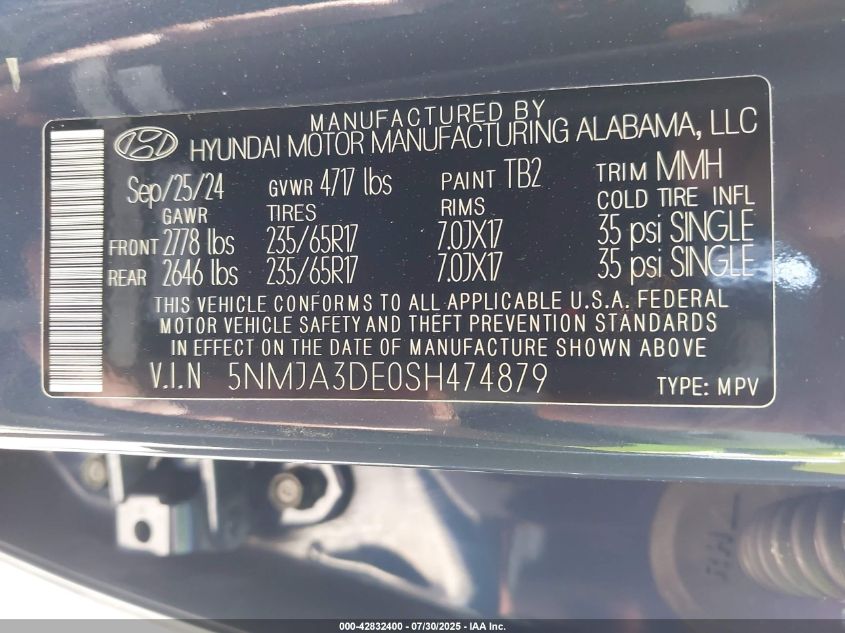 MANUFACTURED BY
HYUNDAI MOTOR MANUFACTURING ALABAMA, LLC
Sep/25/24 GVWR 4717 lbs PAINT TB2 TRIM MMH
GAWR TIRES RIMS COLD TIRE INFL
FRONT 2778 lbs 235/65R17 7.0JX17 35 psi SINGLE
REAR 2646 lbs 235/65R17 7.0JX17 35 psi SINGLE
THIS VEHICLE CONFORMS TO ALL APPLICABLE U.S.A. FEDERAL
MOTOR VEHICLE SAFETY AND THEFT PREVENTION STANDARDS
IN EFFECT ON THE DATE OF MANUFACTURE SHOWN ABOVE
V.I.N 5NMJA3DE0SH474879 TYPE: MPV
000-42832400 - 07/30/2025 - IAA Inc.